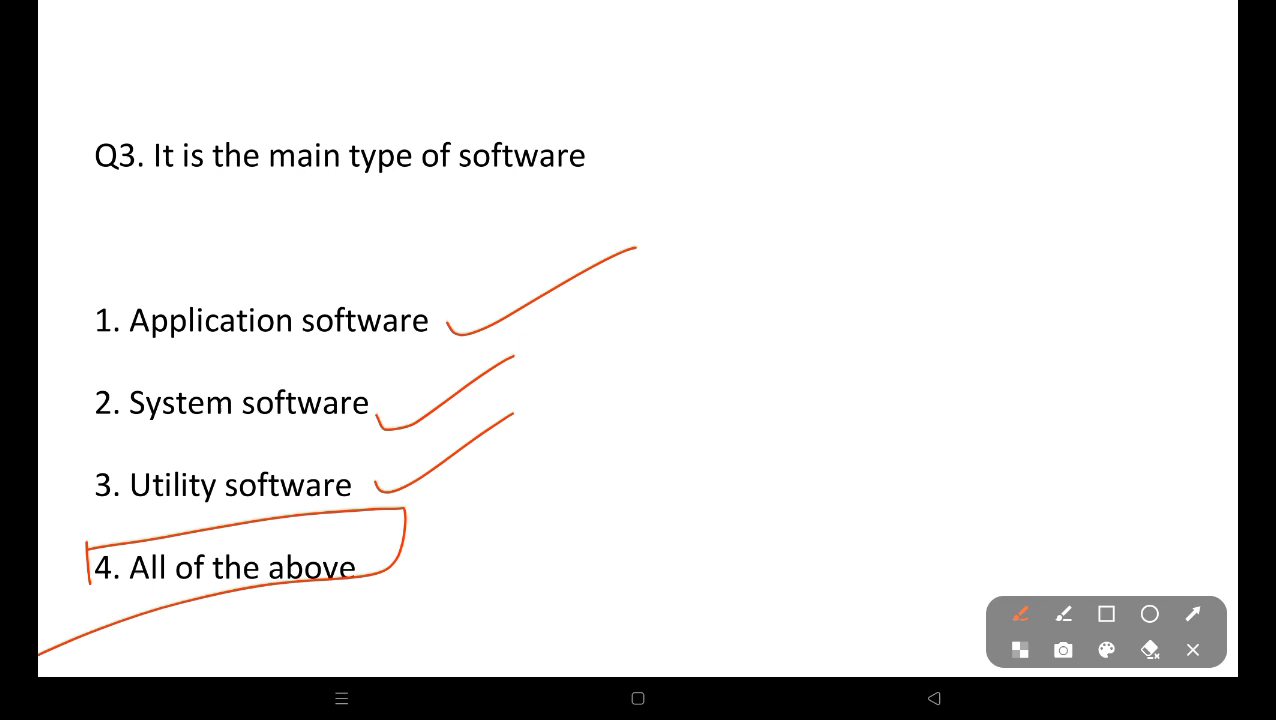 Q3. It is the main type of software
1. Application software
2. System software
3. Utility software
4. All of the above